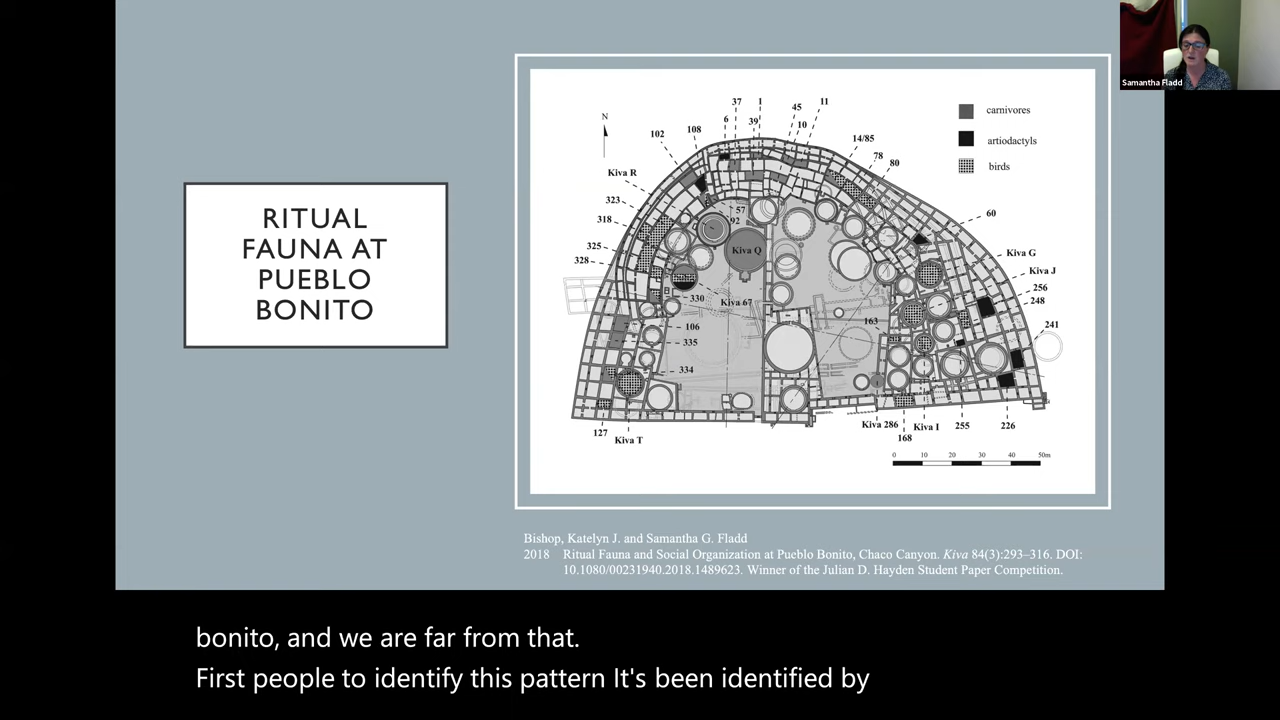 Samantha Fladd
RITUAL
FAUNA AT
PUEBLO
BONITO
N
37
1
45
11
6
39
10
102
108
14/85
78
80
Kiva R
323
318
325
328
57
92
Kiva Q
60
Kiva G
Kiva J
256
248
241
330
Kiva 67
163
106
335
334
127
Kiva T
Kiva 286
168
Kiva I
255
226
carnivores
artiodactyls
birds
0 10 20 30 40 50m
Bishop, Katelyn J. and Samantha G. Fladd
2018 Ritual Fauna and Social Organization at Pueblo Bonito, Chaco Canyon. Kiva 84(3):293–316. DOI:
10.1080/00231940.2018.1489623. Winner of the Julian D. Hayden Student Paper Competition.
bonito, and we are far from that.
First people to identify this pattern It's been identified by